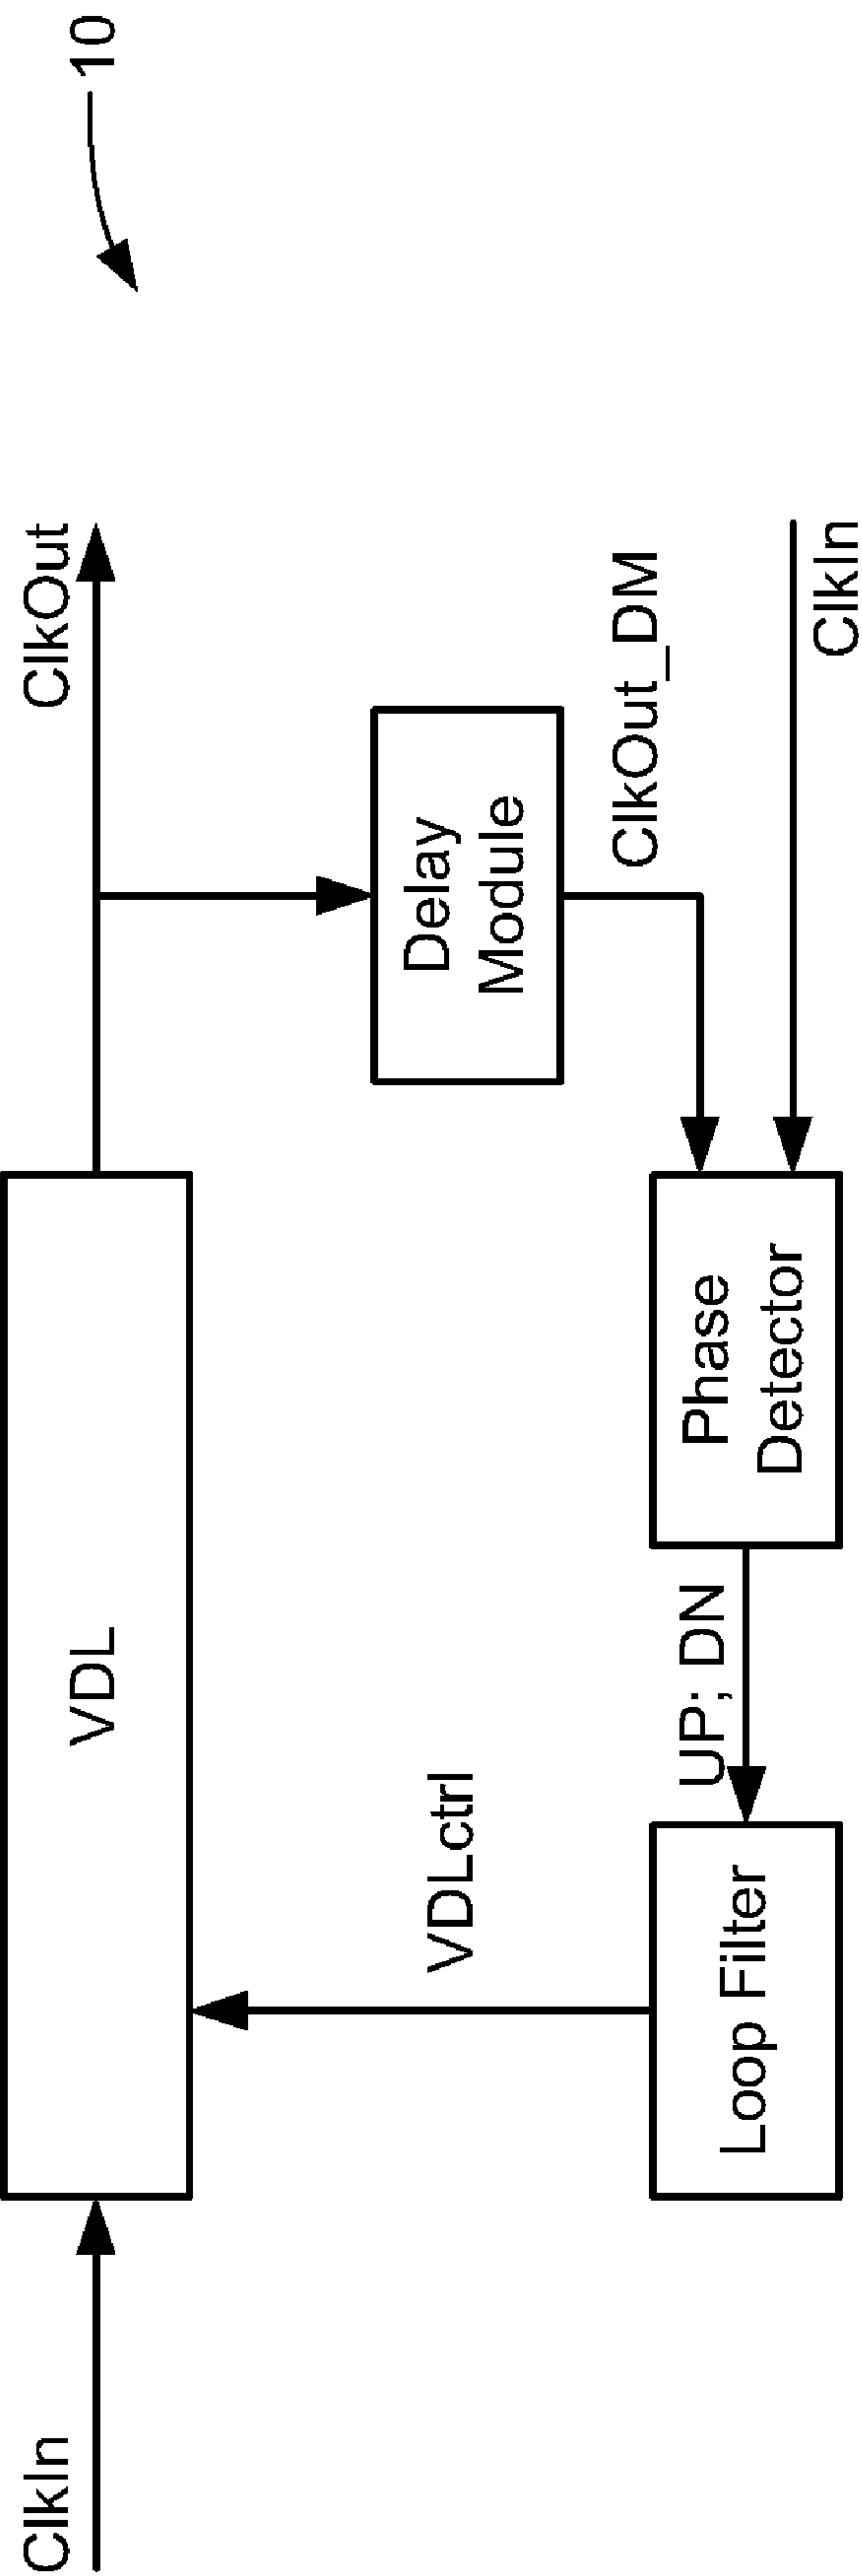 10
ClkIn
VDL
ClkOut
VDLctrl
Delay
Module
ClkOut_DM
Loop Filter
UP; DN
Phase
Detector
ClkIn